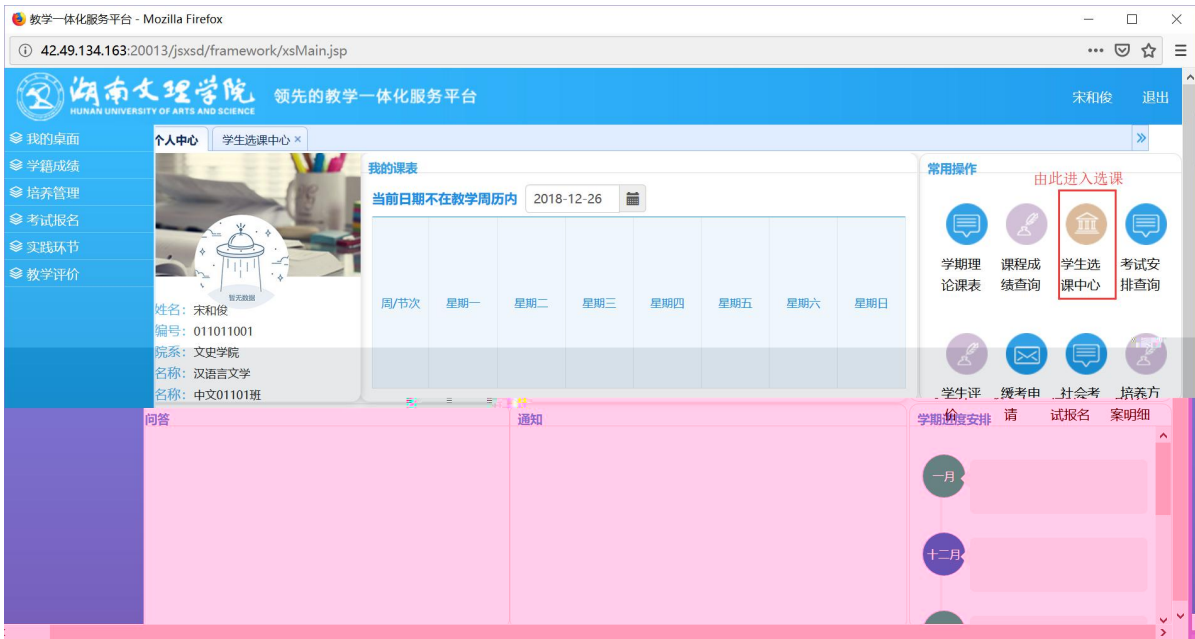 教学一体化服务平台 - Mozilla Firefox
42.49.134.163:20013/jsxsd/framework/xsMain.jsp
湖南文理学院
HUNAN UNIVERSITY OF ARTS AND SCIENCE
领先的教学一体化服务平台
宋和俊 退出
我的桌面
学籍成绩
培养管理
考试报名
实践环节
教学评价
个人中心 学生选课中心 ×
暂无数据
姓名：宋和俊
编号：011011001
院系：文史学院
名称：汉语言文学
名称：中文01101班
我的课表
当前日期不在教学周历内 2018-12-26
周/节次 星期一 星期二 星期三 星期四 星期五 星期六 星期日
常用操作
由此进入选课
学期理
论课表
课程成
绩查询
学生选
课中心
考试安
排查询
学生评
价
缓考申
请
社会考
试报名
培养方
案明细
问答
通知
学期进度安排
一月
十二月